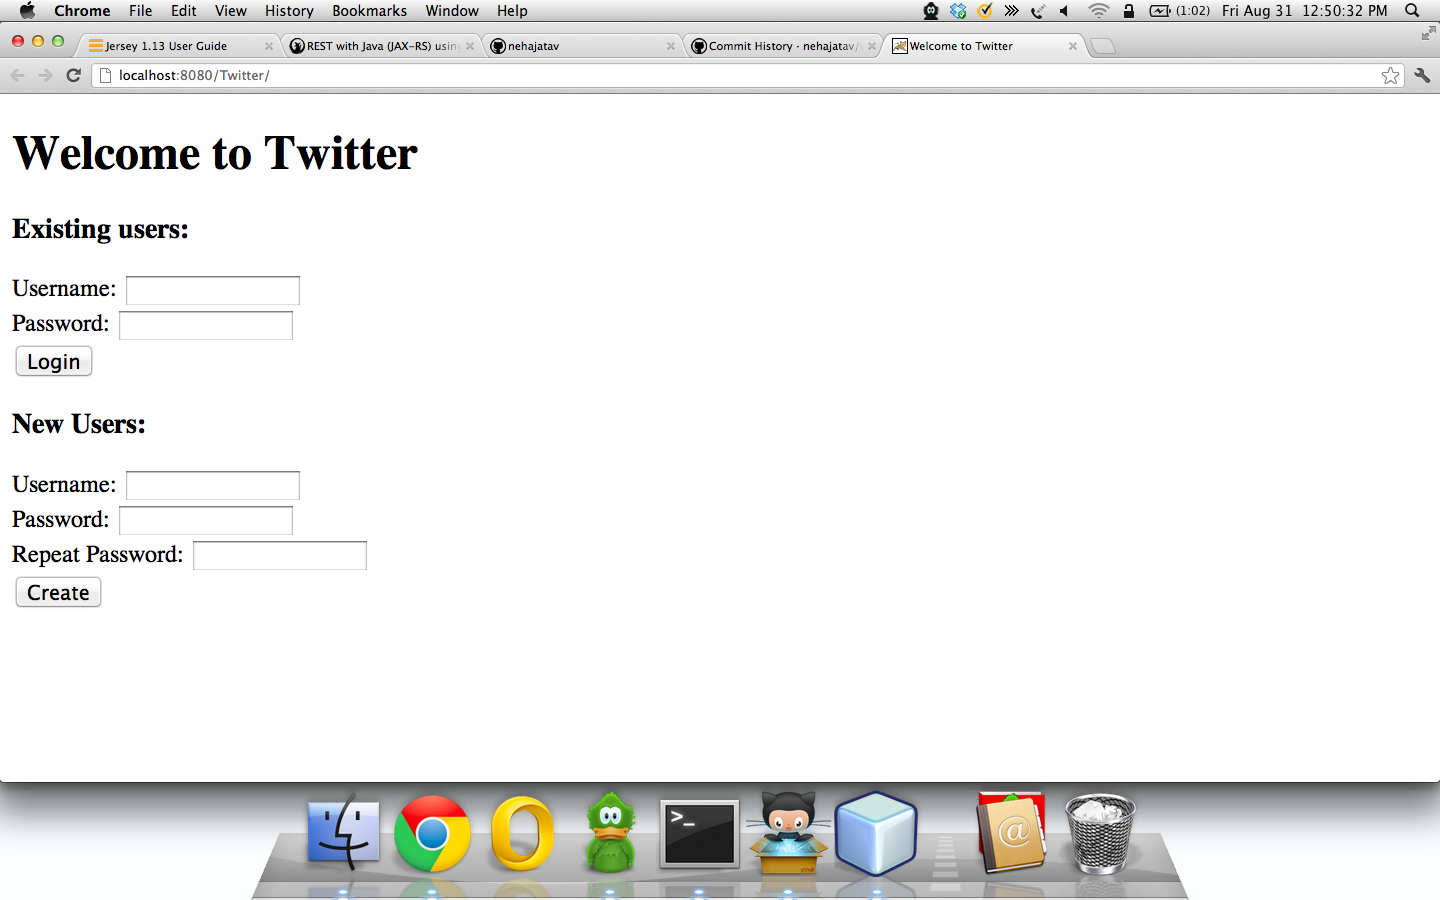 Chrome File Edit View History Bookmarks Window Help (1:02) Fri Aug 31 12:50:32 PM
Jersey 1.13 User Guide REST with Java (JAX-RS) using nehajatav Commit History · nehajatav/ Welcome to Twitter
localhost:8080/Twitter/
Welcome to Twitter
Existing users:
Username:
Password:
Login
New Users:
Username:
Password:
Repeat Password:
Create
>_
@